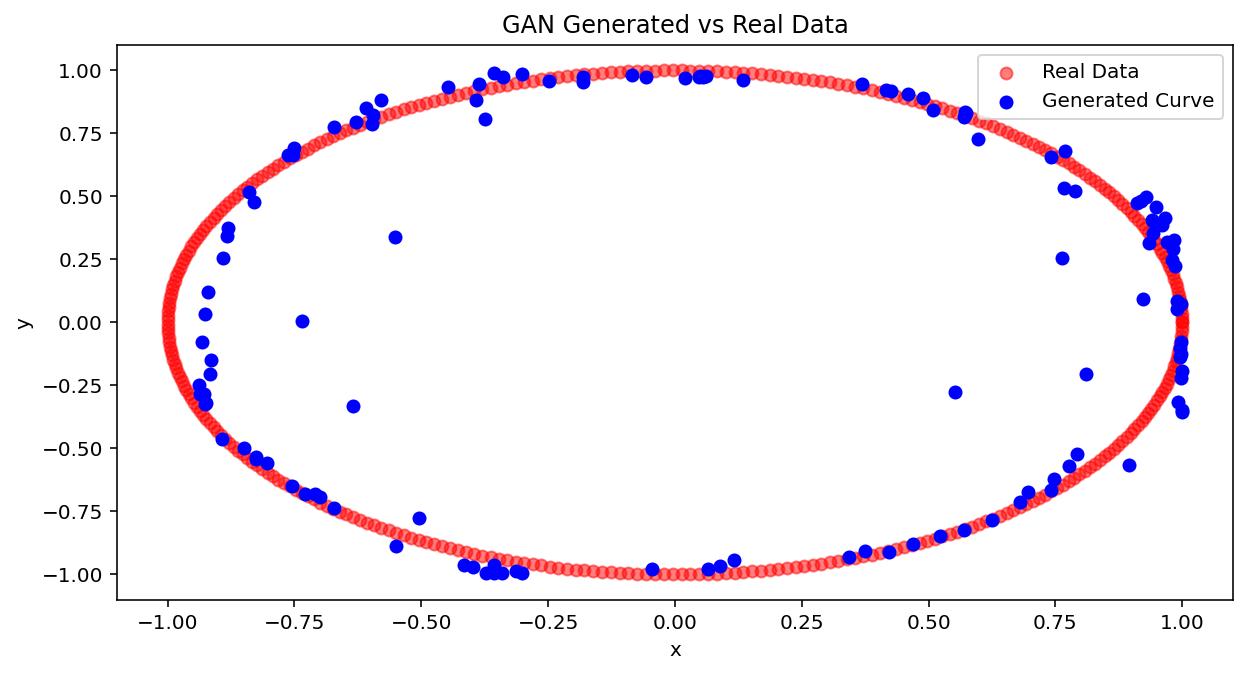 GAN Generated vs Real Data
Real Data
Generated Curve
1.00
0.75
0.50
0.25
0.00
−0.25
−0.50
−0.75
−1.00
y
−1.00 −0.75 −0.50 −0.25 0.00 0.25 0.50 0.75 1.00
x